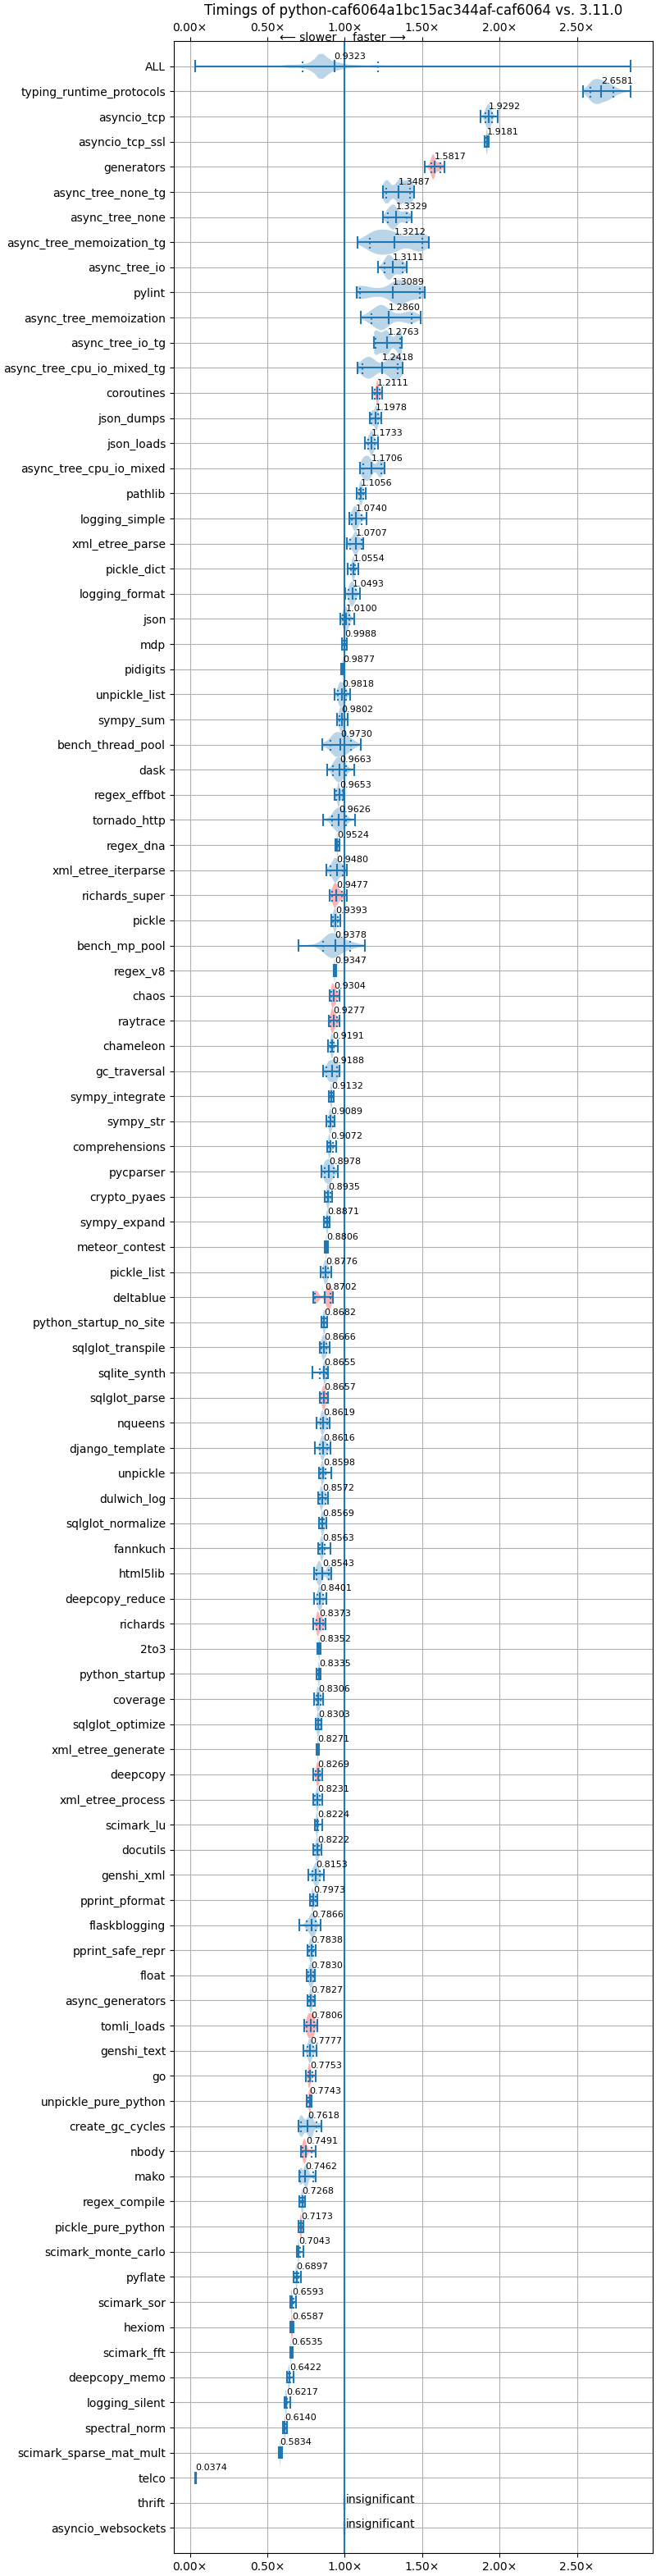 Timings of python-caf6064a1bc15ac344af-caf6064 vs. 3.11.0
0.00× 0.50× 1.00× 1.50× 2.00× 2.50×
⟵ slower faster ⟶
ALL 0.9323
typing_runtime_protocols 2.6581
asyncio_tcp 1.9292
asyncio_tcp_ssl 1.9181
generators 1.5817
async_tree_none_tg 1.3487
async_tree_none 1.3329
async_tree_memoization_tg 1.3212
async_tree_io 1.3111
pylint 1.3089
async_tree_memoization 1.2860
async_tree_io_tg 1.2763
async_tree_cpu_io_mixed_tg 1.2418
coroutines 1.2111
json_dumps 1.1978
json_loads 1.1733
async_tree_cpu_io_mixed 1.1706
pathlib 1.1056
logging_simple 1.0740
xml_etree_parse 1.0707
pickle_dict 1.0554
logging_format 1.0493
json 1.0100
mdp 0.9988
pidigits 0.9877
unpickle_list 0.9818
sympy_sum 0.9802
bench_thread_pool 0.9730
dask 0.9663
regex_effbot 0.9653
tornado_http 0.9626
regex_dna 0.9524
xml_etree_iterparse 0.9480
richards_super 0.9477
pickle 0.9393
bench_mp_pool 0.9378
regex_v8 0.9347
chaos 0.9304
raytrace 0.9277
chameleon 0.9191
gc_traversal 0.9188
sympy_integrate 0.9132
sympy_str 0.9089
comprehensions 0.9072
pycparser 0.8978
crypto_pyaes 0.8935
sympy_expand 0.8871
meteor_contest 0.8806
pickle_list 0.8776
deltablue 0.8702
python_startup_no_site 0.8682
sqlglot_transpile 0.8666
sqlite_synth 0.8655
sqlglot_parse 0.8657
nqueens 0.8619
django_template 0.8616
unpickle 0.8598
dulwich_log 0.8572
sqlglot_normalize 0.8569
fannkuch 0.8563
html5lib 0.8543
deepcopy_reduce 0.8401
richards 0.8373
2to3 0.8352
python_startup 0.8335
coverage 0.8306
sqlglot_optimize 0.8303
xml_etree_generate 0.8271
deepcopy 0.8269
xml_etree_process 0.8231
scimark_lu 0.8224
docutils 0.8222
genshi_xml 0.8153
pprint_pformat 0.7973
flaskblogging 0.7866
pprint_safe_repr 0.7838
float 0.7830
async_generators 0.7827
tomli_loads 0.7806
genshi_text 0.7777
go 0.7753
unpickle_pure_python 0.7743
create_gc_cycles 0.7618
nbody 0.7491
mako 0.7462
regex_compile 0.7268
pickle_pure_python 0.7173
scimark_monte_carlo 0.7043
pyflate 0.6897
scimark_sor 0.6593
hexiom 0.6587
scimark_fft 0.6535
deepcopy_memo 0.6422
logging_silent 0.6217
spectral_norm 0.6140
scimark_sparse_mat_mult 0.5834
telco 0.0374
thrift insignificant
asyncio_websockets insignificant
0.00× 0.50× 1.00× 1.50× 2.00× 2.50×